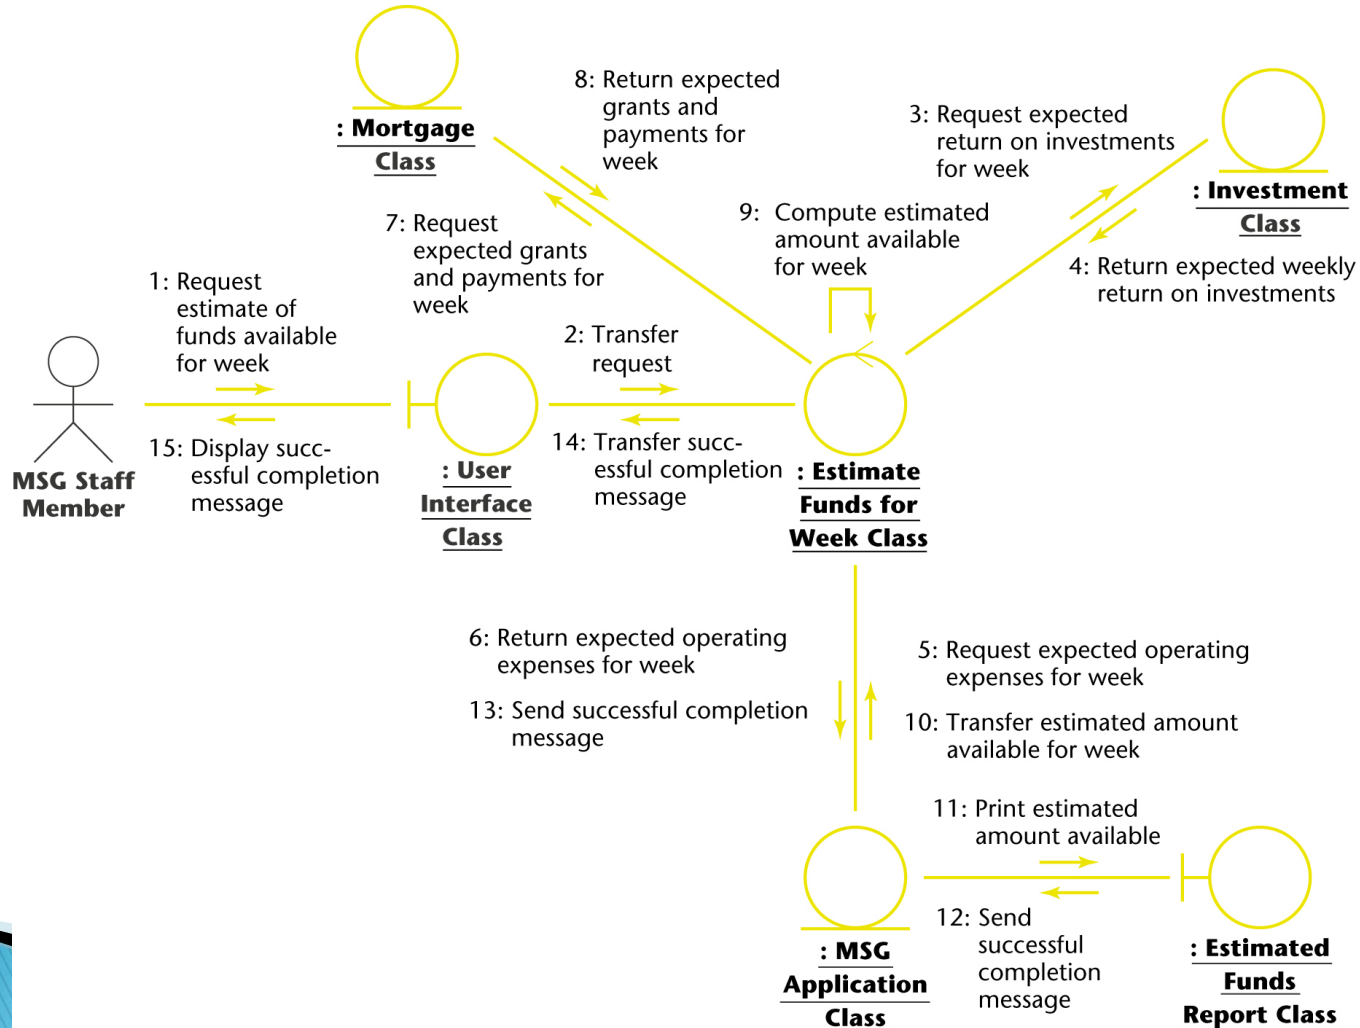 : Mortgage
Class
8: Return expected
grants and
payments for
week
3: Request expected
return on investments
for week
: Investment
Class
7: Request
expected grants
and payments for
week
9: Compute estimated
amount available
for week
4: Return expected weekly
return on investments
1: Request
estimate of
funds available
for week
2: Transfer
request
MSG Staff
Member
15: Display succ-
essful completion
message
: User
Interface
Class
14: Transfer succ-
essful completion
message
: Estimate
Funds for
Week Class
6: Return expected operating
expenses for week
13: Send successful completion
message
5: Request expected operating
expenses for week
10: Transfer estimated amount
available for week
11: Print estimated
amount available
12: Send
successful
completion
message
: MSG
Application
Class
: Estimated
Funds
Report Class